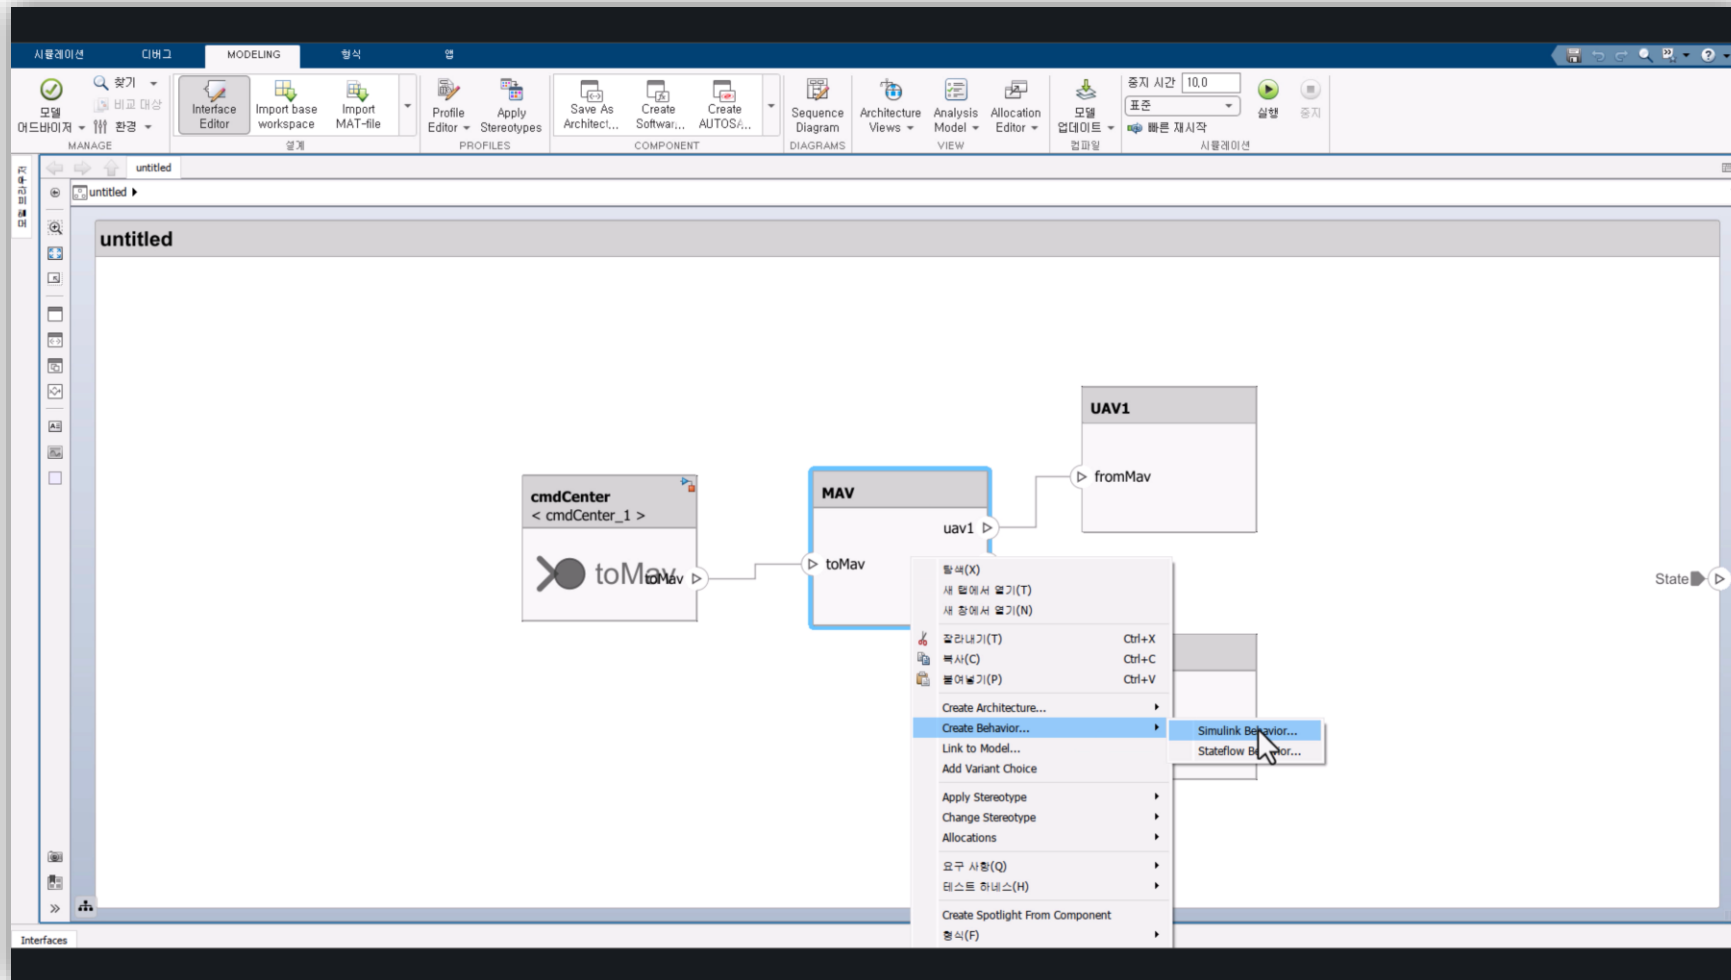 시뮬레이션 디버그 MODELING 형식 앱
모델
어드바이저
찾기
비교 대상
환경
MANAGE
Interface
Editor
Import base
workspace
Import
MAT-file
설계
Profile
Editor
Apply
Stereotypes
PROFILES
Save As
Architect...
Create
Softwar...
Create
AUTOSA...
COMPONENT
Sequence
Diagram
DIAGRAMS
Architecture
Views
Analysis
Model
Allocation
Editor
VIEW
모델
업데이트
컴파일
중지 시간 10.0
표준
빠른 재시작
실행
중지
시뮬레이션
untitled
untitled
untitled
UAV1
fromMav
cmdCenter
< cmdCenter_1 >
toMav
toMav
MAV
uav1
toMav
State
탐색(X)
새 탭에서 열기(T)
새 창에서 열기(N)
잘라내기(T) Ctrl+X
복사(C) Ctrl+C
붙여넣기(P) Ctrl+V
Create Architecture...
Create Behavior...
Simulink Behavior...
Stateflow Behavior...
Link to Model...
Add Variant Choice
Apply Stereotype
Change Stereotype
Allocations
요구 사항(Q)
테스트 하네스(H)
Create Spotlight From Component
형식(F)
Interfaces